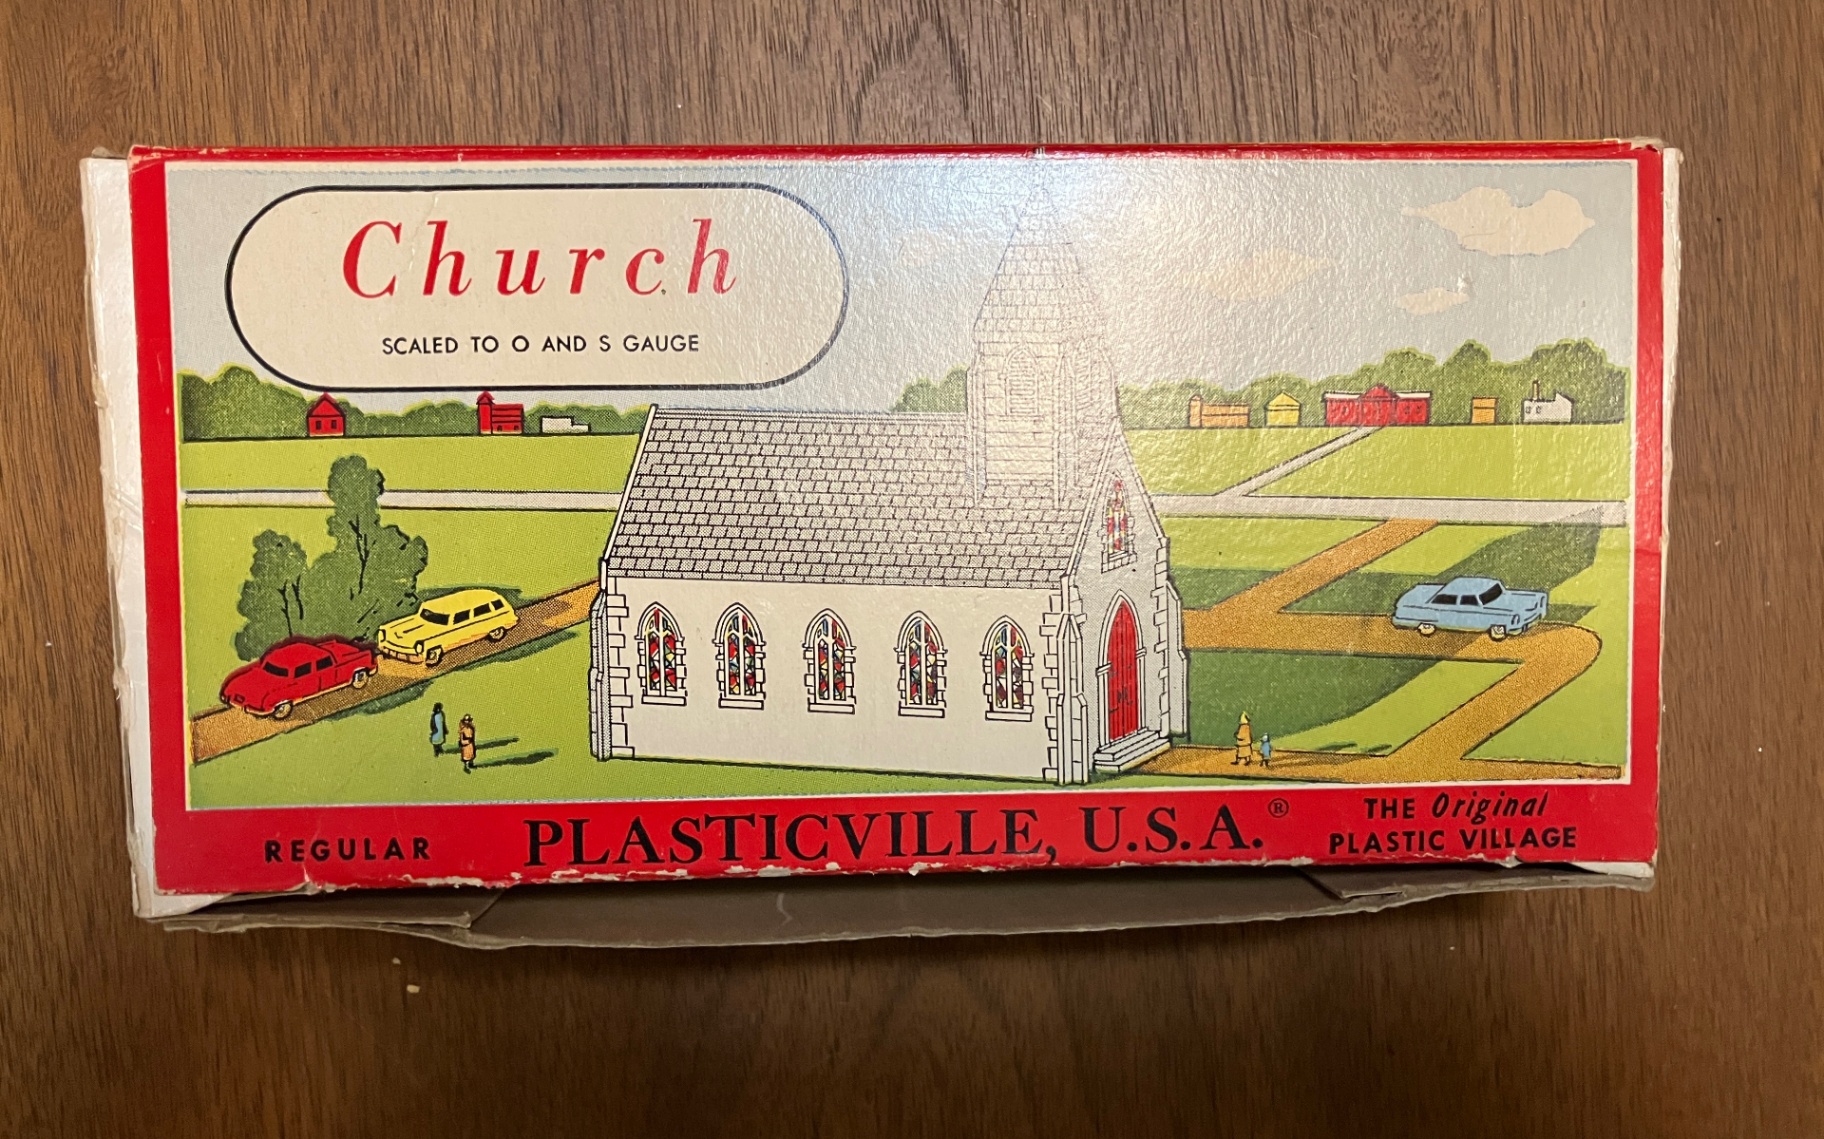 Church
SCALED TO O AND S GAUGE
REGULAR
PLASTICVILLE, U.S.A.®
THE Original
PLASTIC VILLAGE